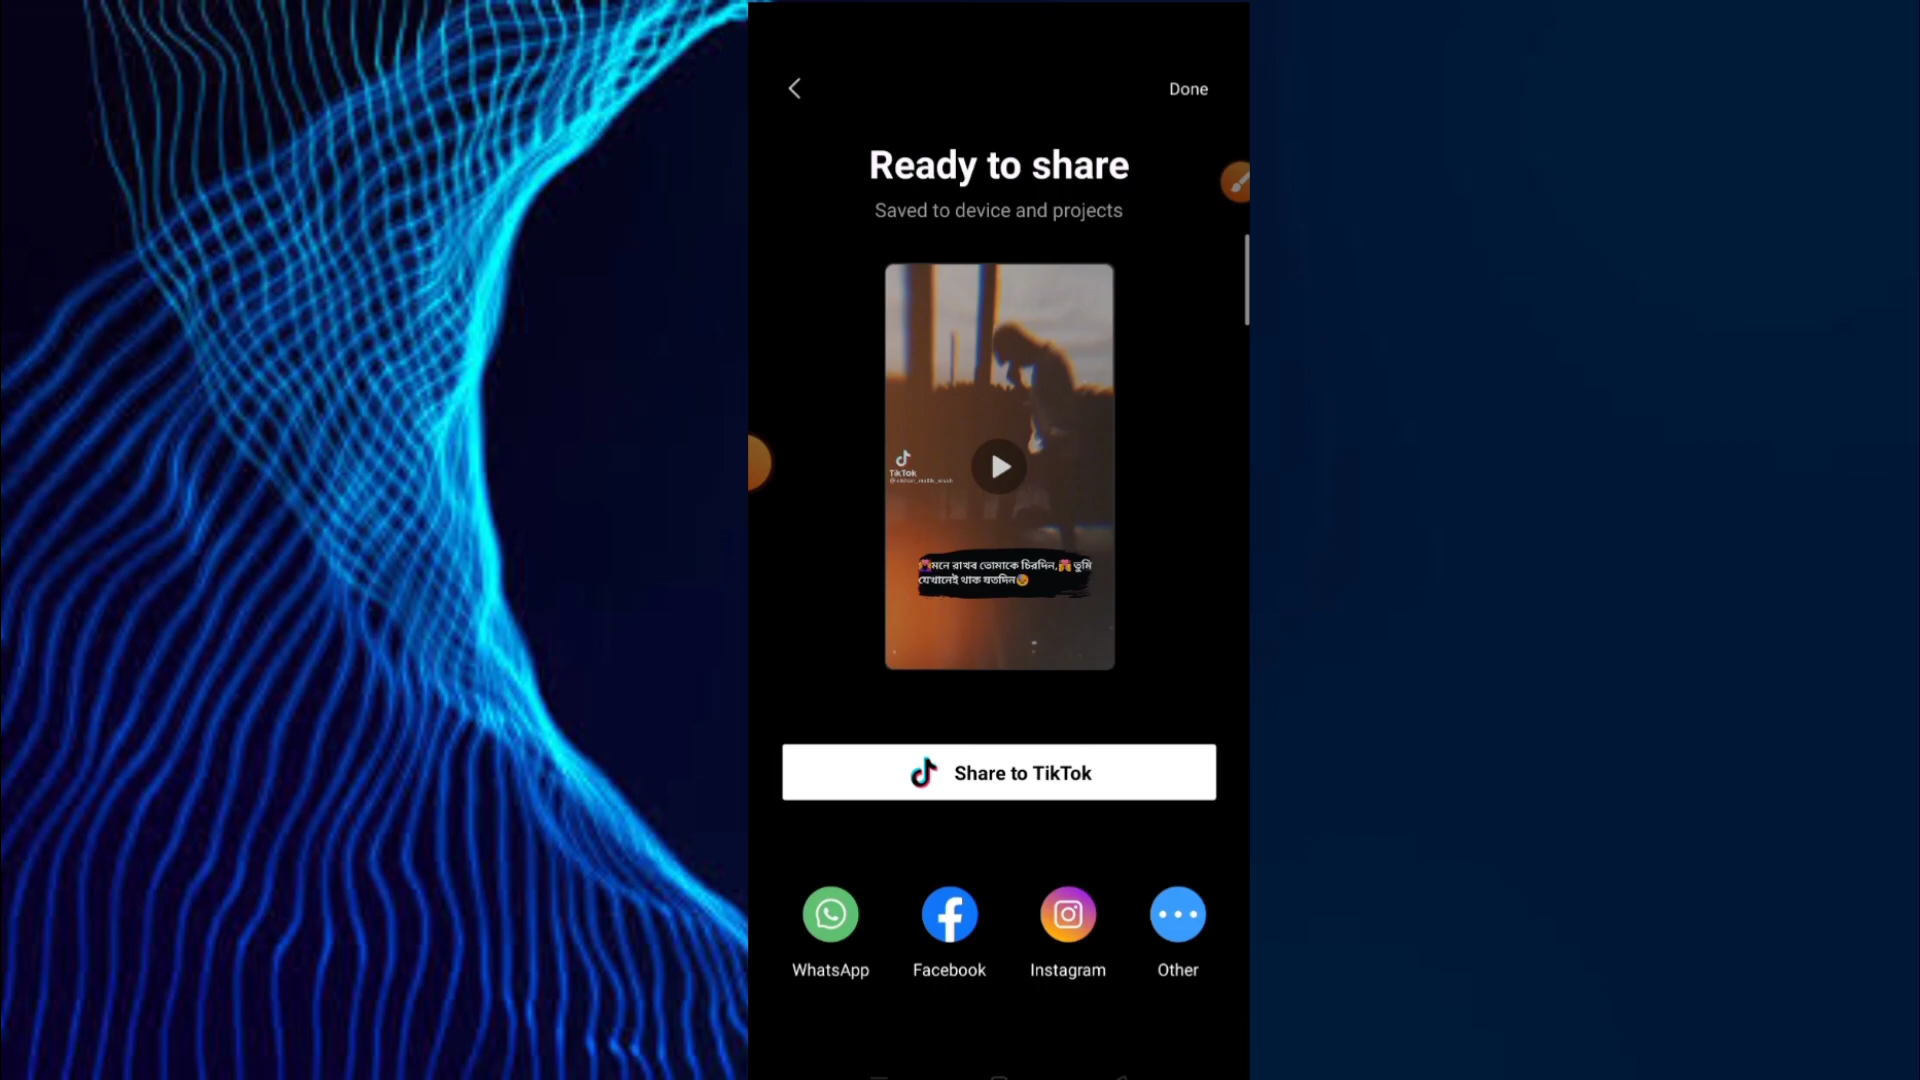 Done
Ready to share
Saved to device and projects
TikTok
মনে রাখব তোমাকে চিরদিন, তুমি
যেখানেই থাক যতদিন
Share to TikTok
WhatsApp
Facebook
Instagram
Other